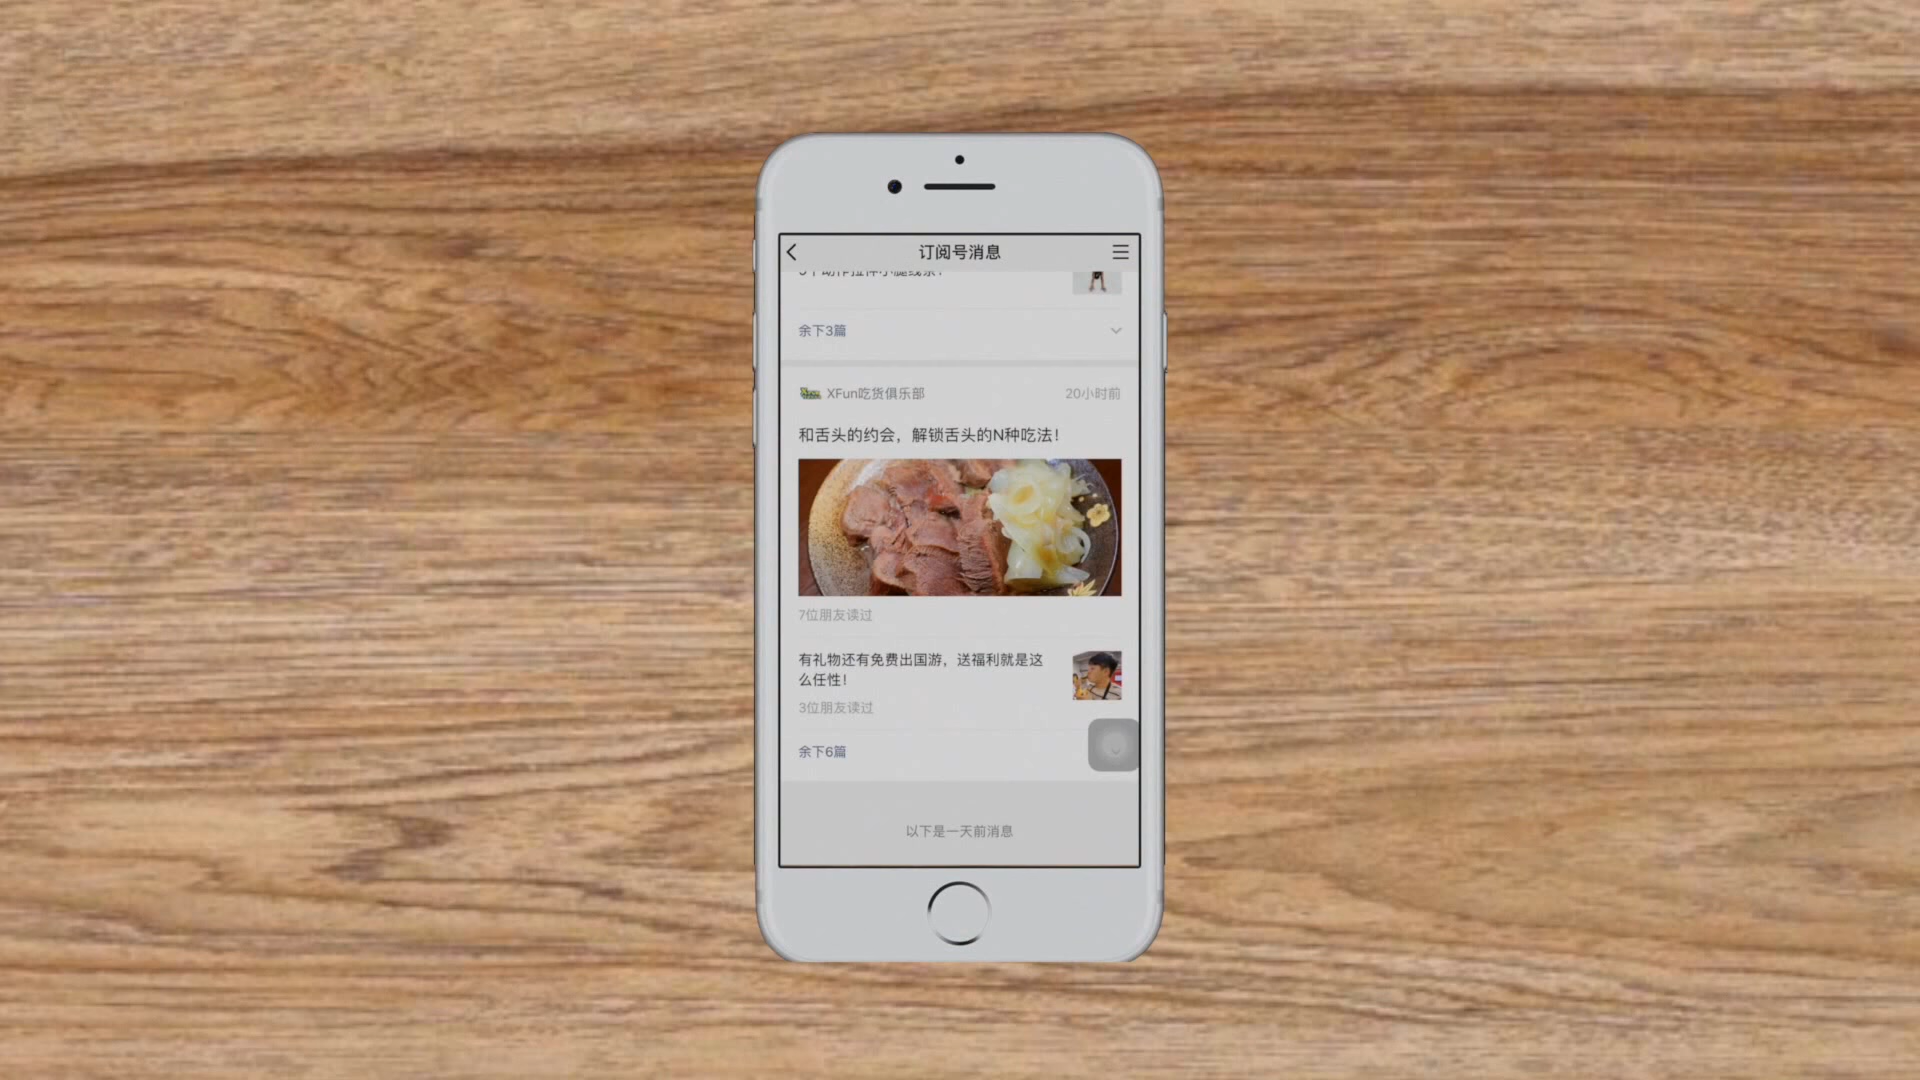 订阅号消息
余下3篇
XFun吃货俱乐部
20小时前
和舌头的约会，解锁舌头的N种吃法！
7位朋友读过
有礼物还有免费出国游，送福利就是这
么任性！
3位朋友读过
余下6篇
以下是一天前消息